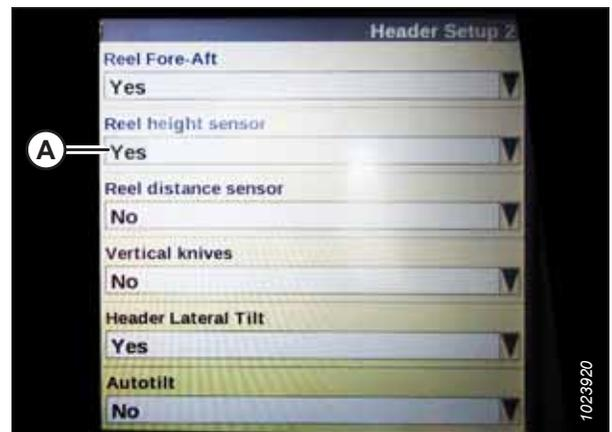 Header Setup 2
Reel Fore-Aft
Yes
Reel height sensor
A
Yes
Reel distance sensor
No
Vertical knives
No
Header Lateral Tilt
Yes
Autotilt
No
1023920